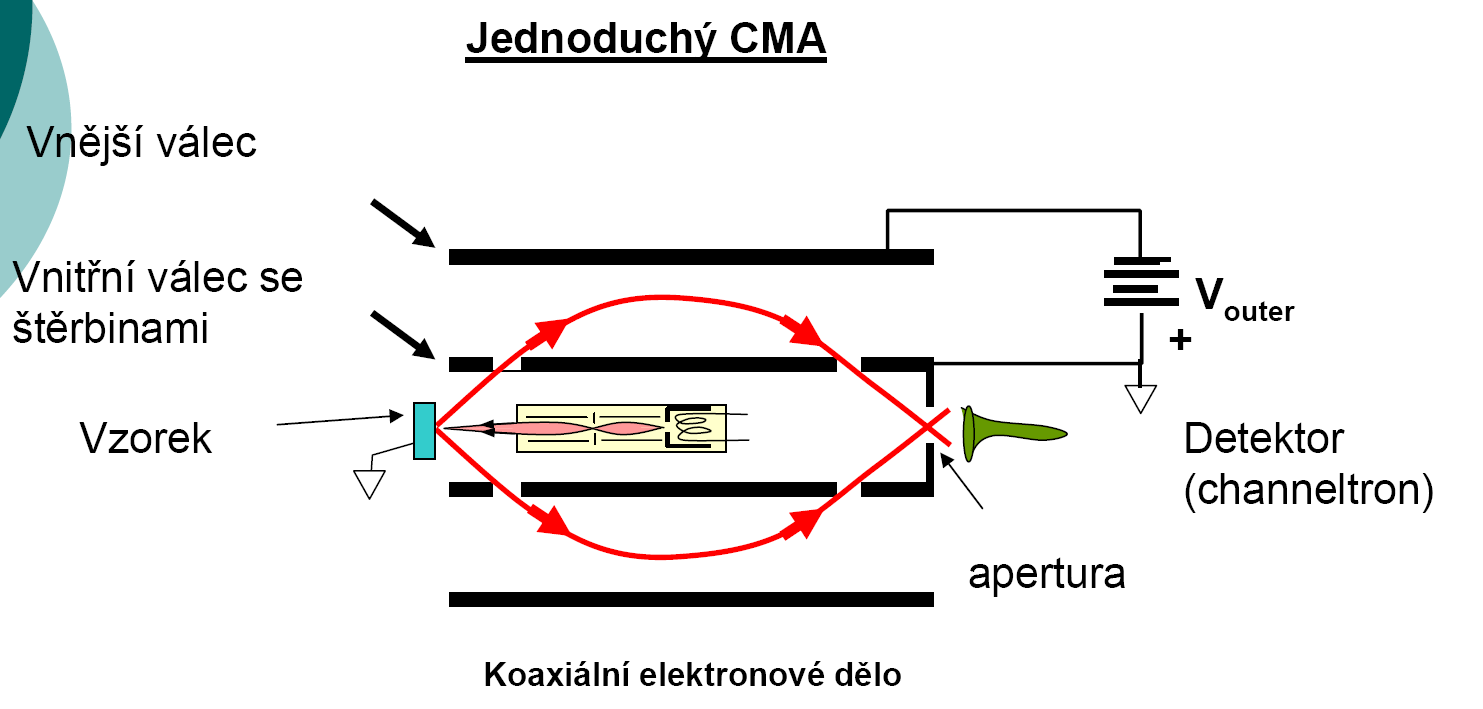 Jednoduchý CMA
Vnější válec
Vnitřní válec se
štěrbinami
V outer
+
Vzorek
Detektor
(channeltron)
apertura
Koaxiální elektronové dělo